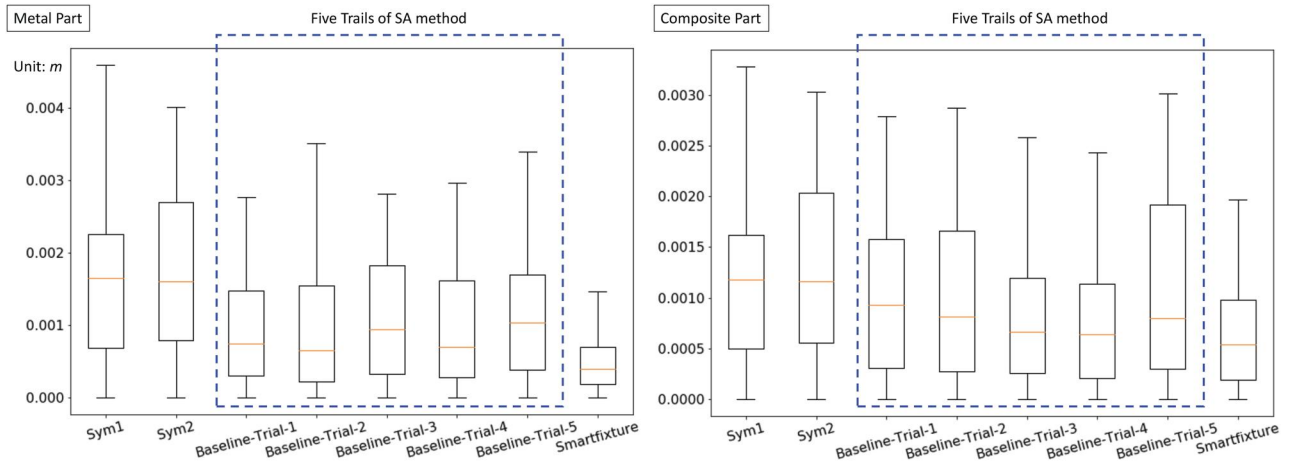 Metal Part
Five Trails of SA method
Unit: m
0.004
0.003
0.002
0.001
0.000
Sym1
Sym2
Baseline-Trial-1
Baseline-Trial-2
Baseline-Trial-3
Baseline-Trial-4
Baseline-Trial-5
Smartfixture
Composite Part
Five Trails of SA method
0.0030
0.0025
0.0020
0.0015
0.0010
0.0005
0.0000
Sym1
Sym2
Baseline-Trial-1
Baseline-Trial-2
Baseline-Trial-3
Baseline-Trial-4
Baseline-Trial-5
Smartfixture